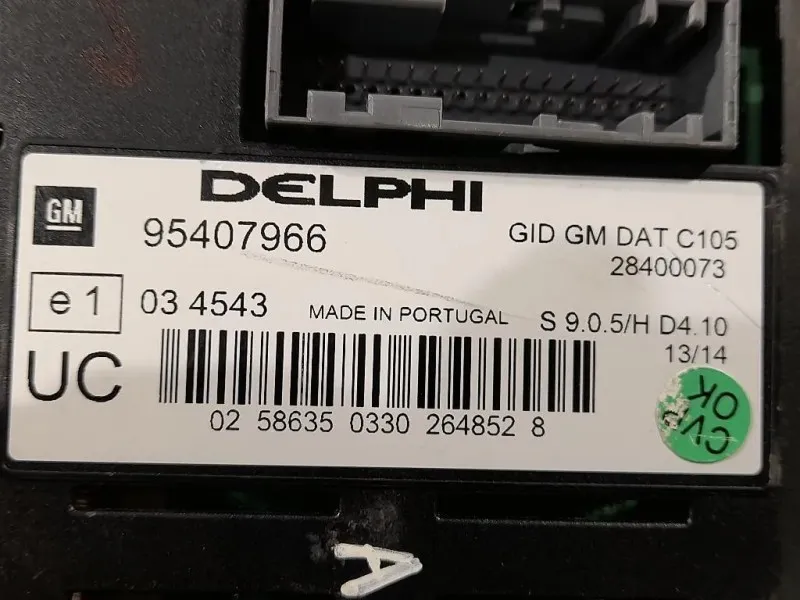 DELPHI
GM
95407966
GID GM DAT C105
28400073
e 1
03 4543
MADE IN PORTUGAL
S 9.0.5/H D4.10
13/14
UC
02 58635 0330 264852 8
OK
A